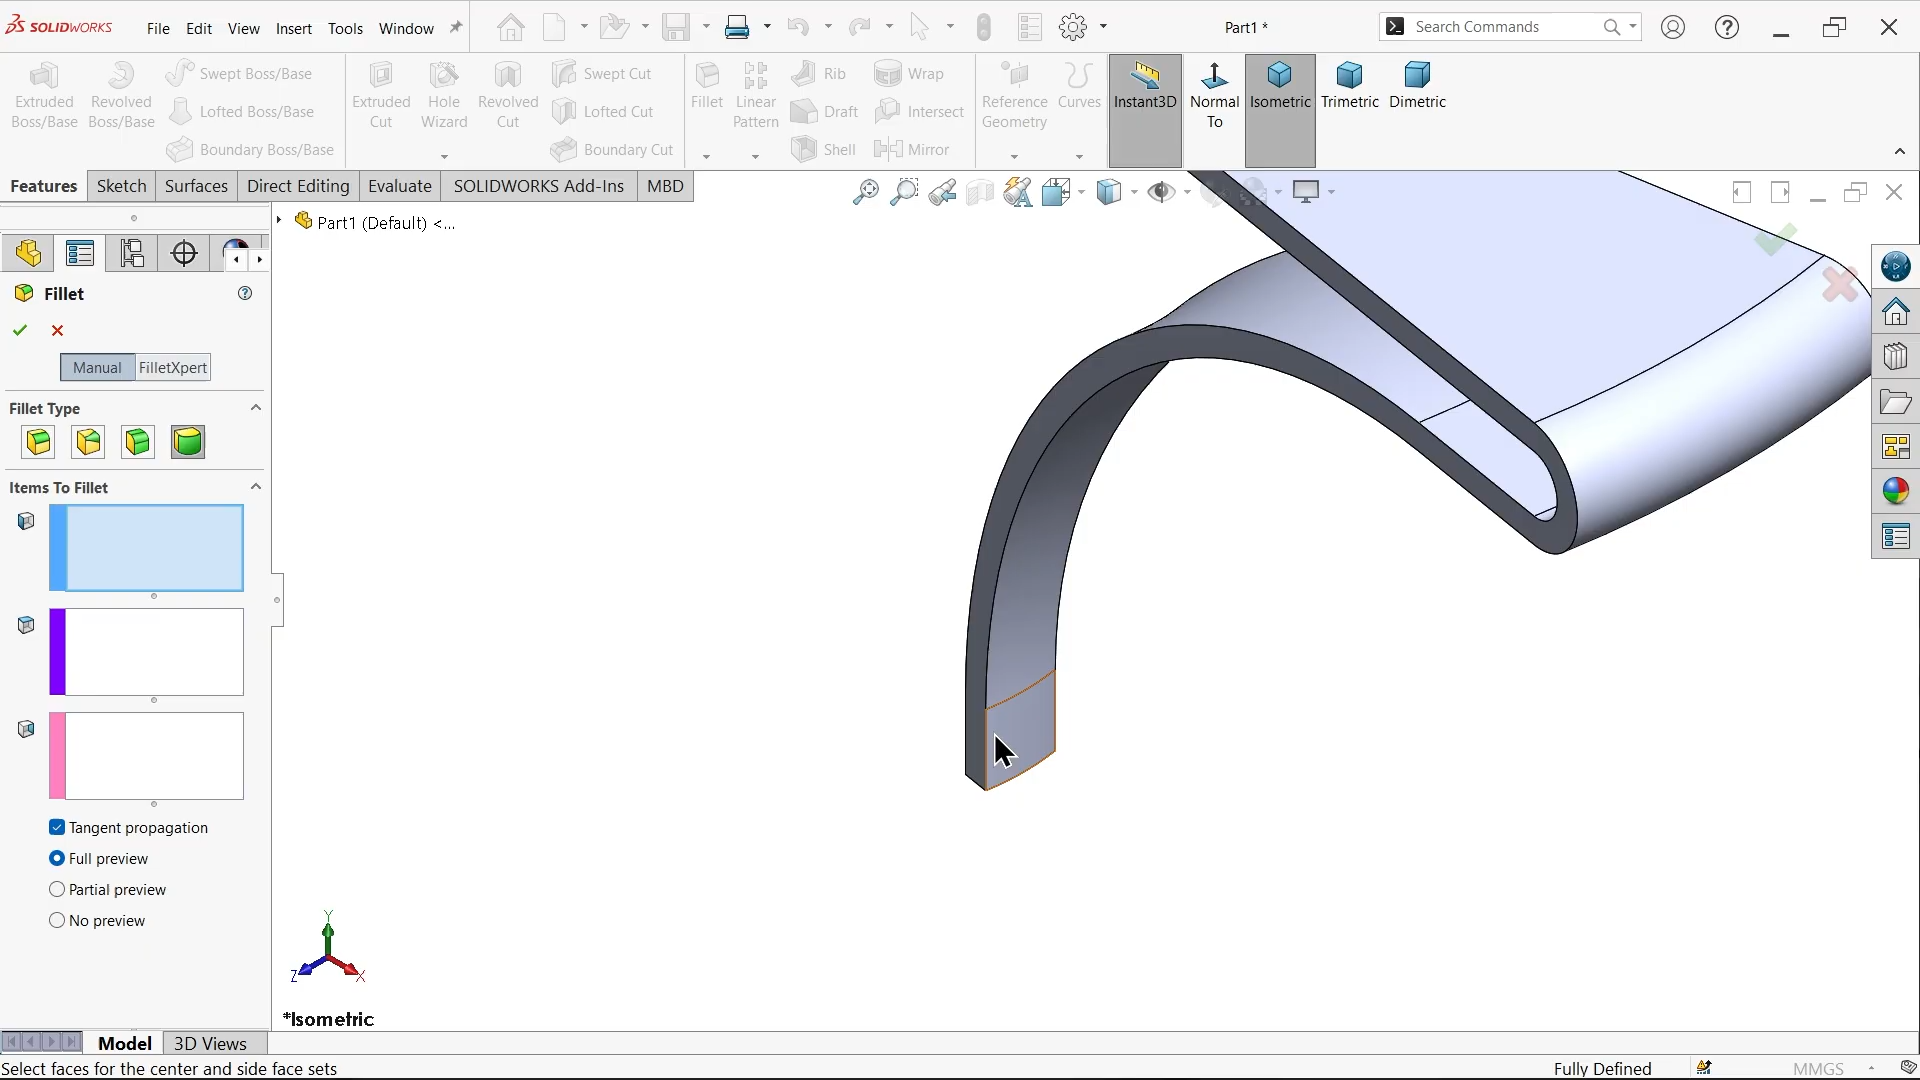 SOLIDWORKS File Edit View Insert Tools Window Part1 * Search Commands
Extruded Boss/Base
Revolved Boss/Base
Swept Boss/Base
Lofted Boss/Base
Boundary Boss/Base
Extruded Cut
Hole Wizard
Revolved Cut
Swept Cut
Lofted Cut
Boundary Cut
Fillet
Linear Pattern
Rib
Draft
Shell
Wrap
Intersect
Mirror
Reference Geometry
Curves
Instant3D
Normal To
Isometric
Trimetric
Dimetric
Features Sketch Surfaces Direct Editing Evaluate SOLIDWORKS Add-Ins MBD
Part1 (Default) <...
Fillet
Manual FilletXpert
Fillet Type
Items To Fillet
Tangent propagation
Full preview
Partial preview
No preview
Y
Z X
*Isometric
Model 3D Views
Select faces for the center and side face sets Fully Defined MMGS